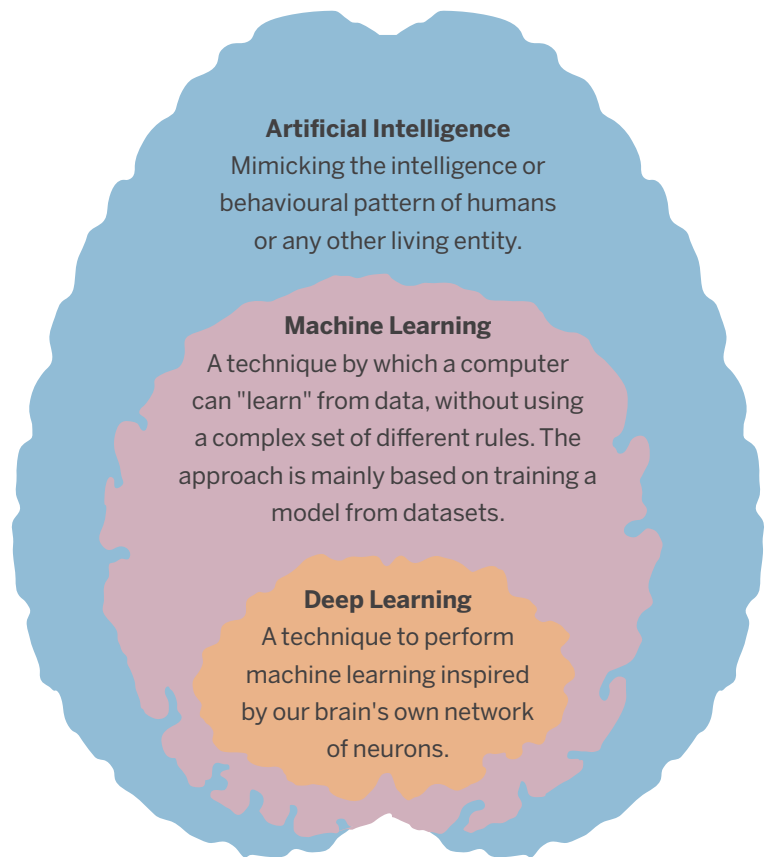 Artificial Intelligence
Mimicking the intelligence or
behavioural pattern of humans
or any other living entity.
Machine Learning
A technique by which a computer
can "learn" from data, without using
a complex set of different rules. The
approach is mainly based on training a
model from datasets.
Deep Learning
A technique to perform
machine learning inspired
by our brain's own network
of neurons.